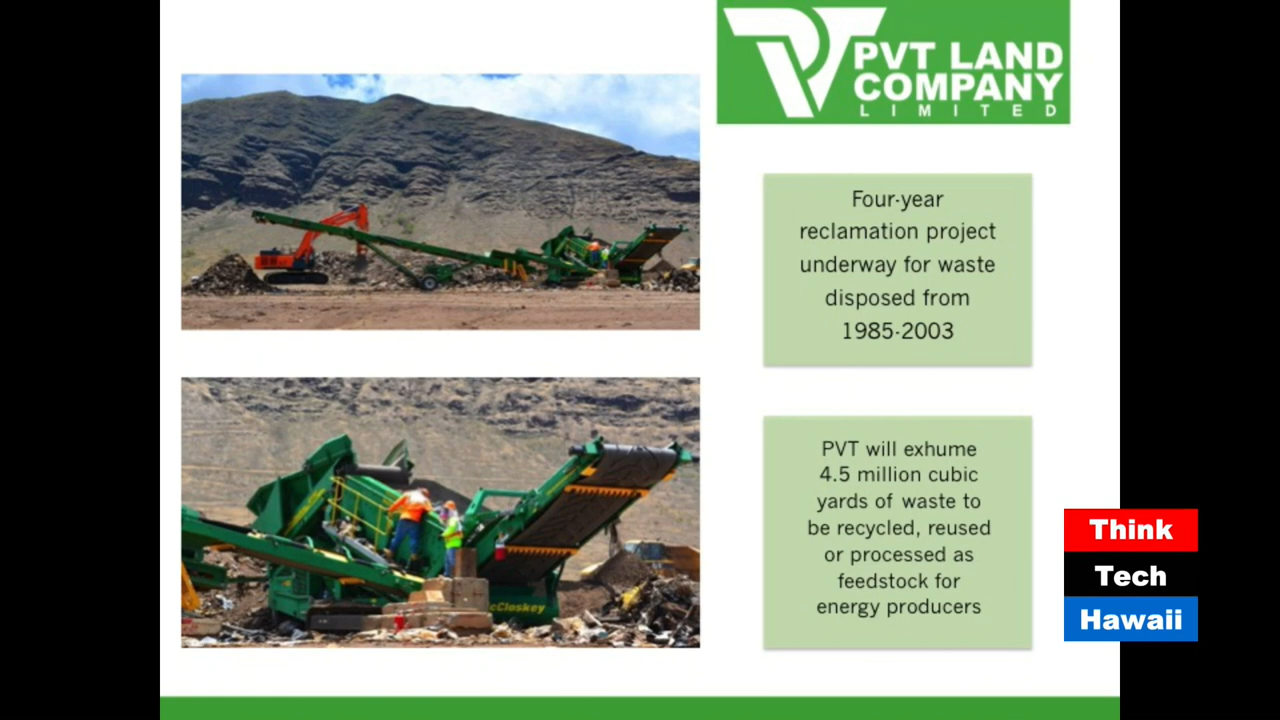 PVT LAND
COMPANY
LIMITED
Four-year
reclamation project
underway for waste
disposed from
1985-2003
PVT will exhume
4.5 million cubic
yards of waste to
be recycled, reused
or processed as
feedstock for
energy producers
cCloskey
Think
Tech
Hawaii